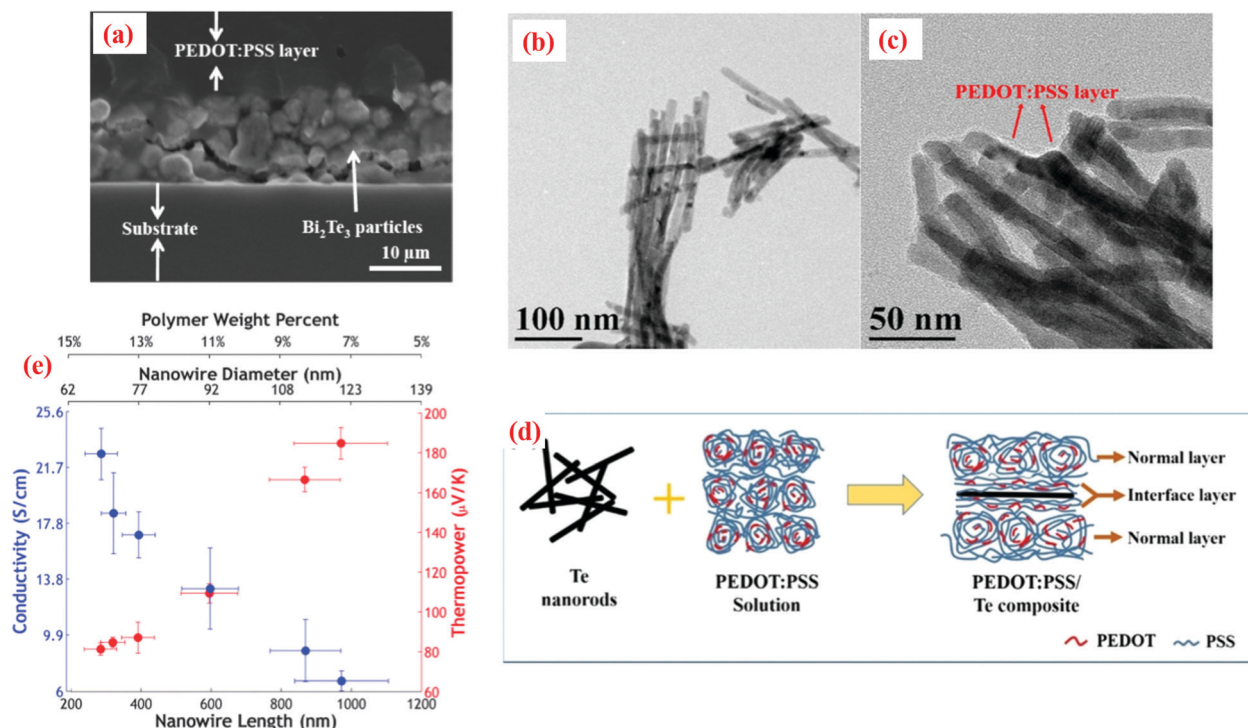 (a)
PEDOT:PSS
layer
Substrate
Bi₂Te₃ particles
10 µm
(b)
100 nm
(c)
PEDOT:PSS layer
50 nm
(e)
Polymer Weight Percent
15% 13% 11% 9% 7% 5%
Nanowire Diameter (nm)
62 77 92 108 123 139
Conductivity (S/cm)
25.6
21.7
17.8
13.8
9.9
6
Thermopower (µV/K)
200
180
160
140
120
100
80
60
200 400 600 800 1000 1200
Nanowire Length (nm)
(d)
Te
nanorods
PEDOT:PSS
Solution
PEDOT:PSS/
Te composite
Normal layer
Interface layer
Normal layer
PEDOT PSS